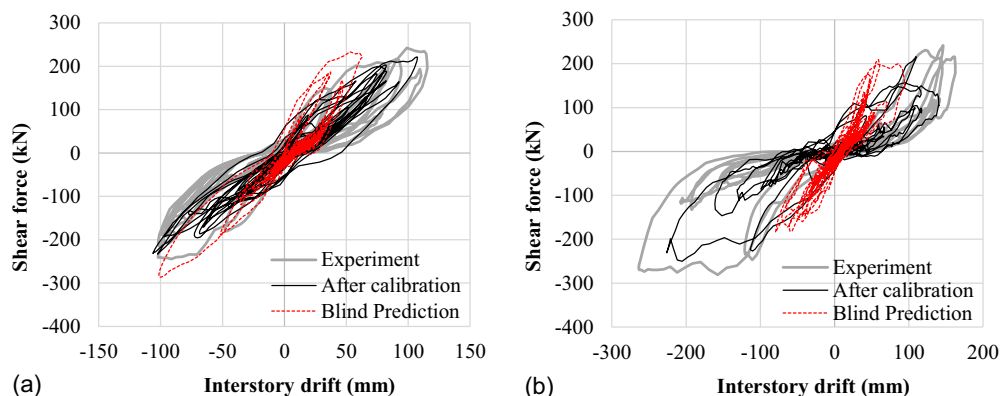 300
200
100
0
-100
-200
-300
-400
Shear force (kN)
-150 -100 -50 0 50 100 150
Interstory drift (mm)
Experiment
After calibration
Blind Prediction
(a)
300
200
100
0
-100
-200
-300
-400
Shear force (kN)
-300 -200 -100 0 100 200
Interstory drift (mm)
Experiment
After calibration
Blind Prediction
(b)